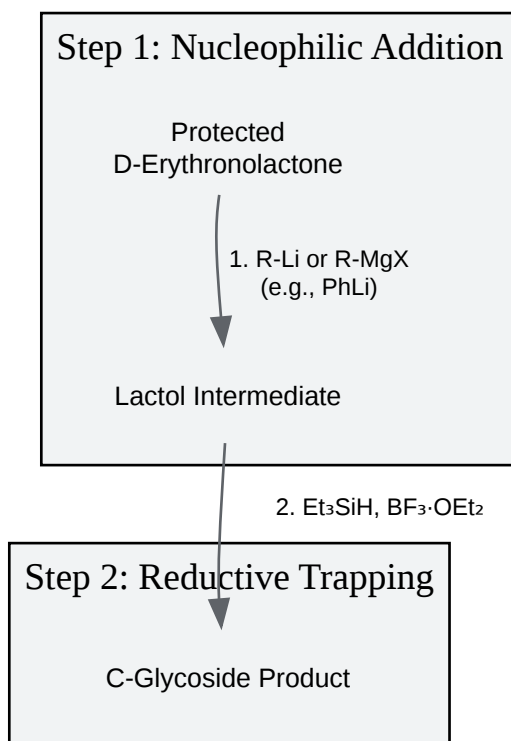 Step 1: Nucleophilic Addition
Protected
D-Erythronolactone
1. R-Li or R-MgX
(e.g., PhLi)
Lactol Intermediate
2. Et₃SiH, BF₃·OEt₂
Step 2: Reductive Trapping
C-Glycoside Product